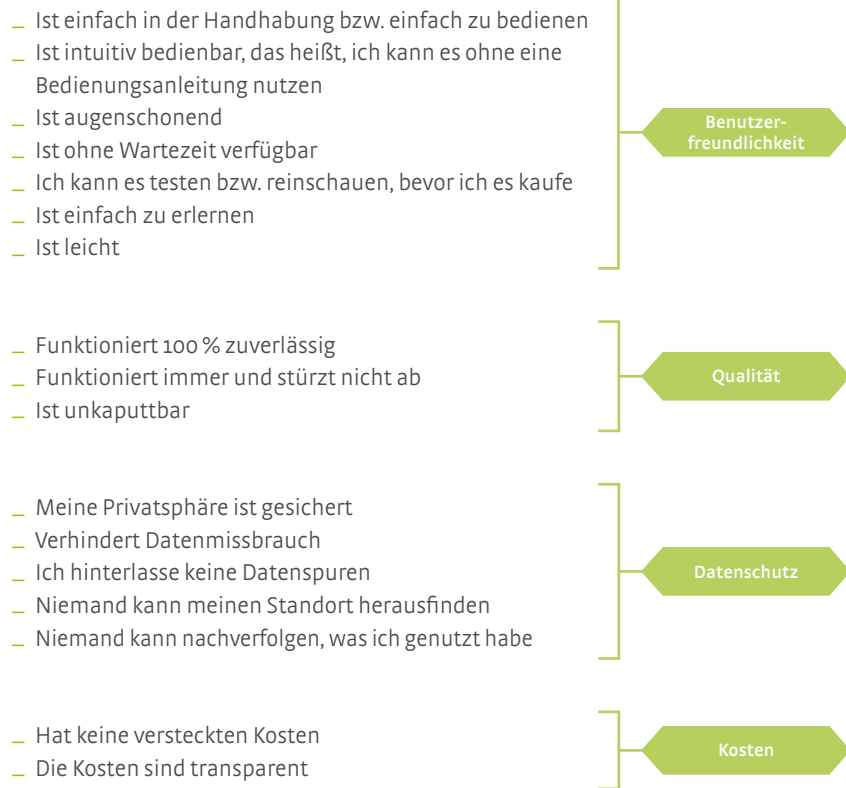 _ Ist einfach in der Handhabung bzw. einfach zu bedienen
_ Ist intuitiv bedienbar, das heißt, ich kann es ohne eine
Bedienungsanleitung nutzen
_ Ist augenschonend
_ Ist ohne Wartezeit verfügbar
_ Ich kann es testen bzw. reinschauen, bevor ich es kaufe
_ Ist einfach zu erlernen
_ Ist leicht
Benutzer-
freundlichkeit
_ Funktioniert 100 % zuverlässig
_ Funktioniert immer und stürzt nicht ab
_ Ist unkaputtbar
Qualität
_ Meine Privatsphäre ist gesichert
_ Verhindert Datenmissbrauch
_ Ich hinterlasse keine Datenspuren
_ Niemand kann meinen Standort herausfinden
_ Niemand kann nachverfolgen, was ich genutzt habe
Datenschutz
_ Hat keine versteckten Kosten
_ Die Kosten sind transparent
Kosten